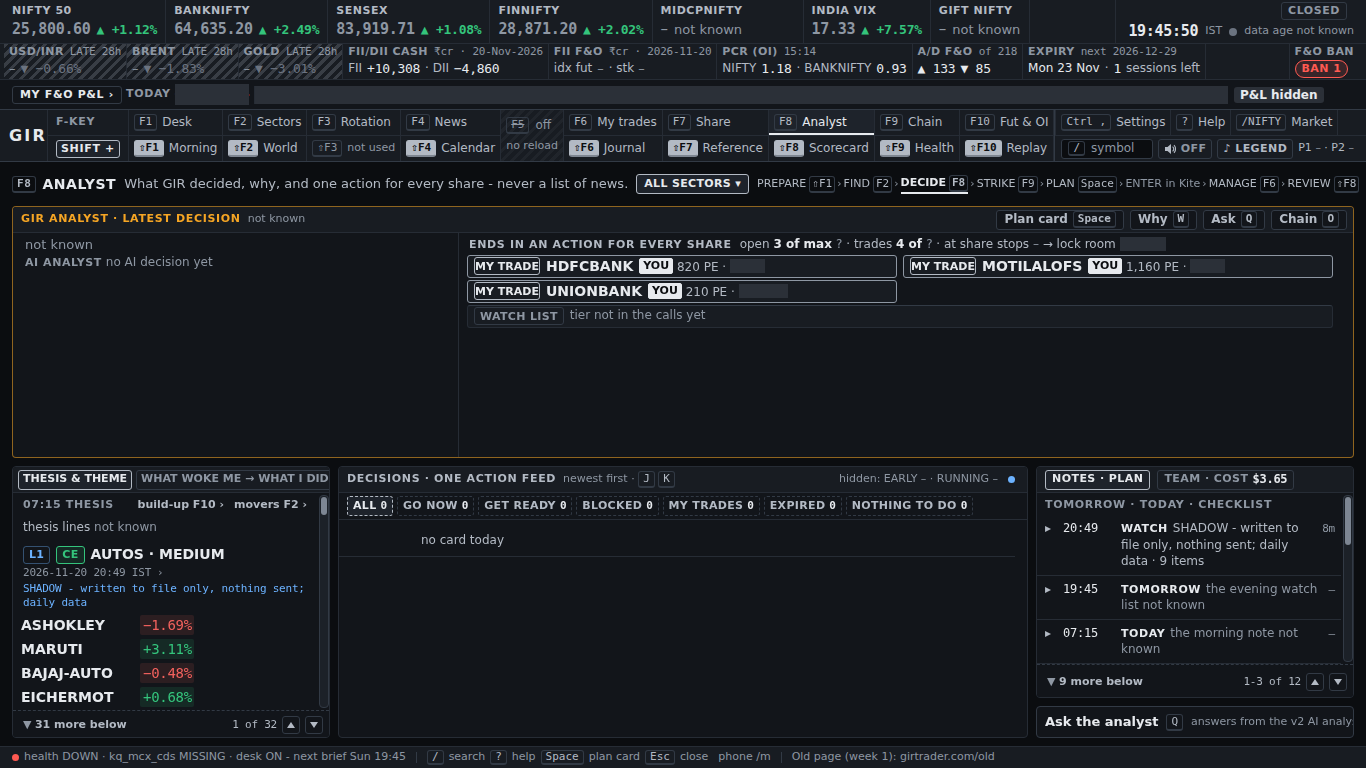 NIFTY 50 BANKNIFTY SENSEX FINNIFTY MIDCPNIFTY INDIA VIX GIFT NIFTY CLOSED
25,800.60 ▲ +1.12% 64,635.20 ▲ +2.49% 83,919.71 ▲ +1.08% 28,871.20 ▲ +2.02% – not known 17.33 ▲ +7.57% – not known 19:45:50 IST ● data age not known
USD/INR LATE 28h BRENT LATE 28h GOLD LATE 28h FII/DII CASH ₹cr · 20-Nov-2026 FII F&O ₹cr · 2026-11-20 PCR (OI) 15:14 A/D F&O of 218 EXPIRY next 2026-12-29 F&O BAN
– ▼ −0.66% – ▼ −1.83% – ▼ −3.01% FII +10,308 · DII −4,860 idx fut – · stk – NIFTY 1.18 · BANKNIFTY 0.93 ▲ 133 ▼ 85 Mon 23 Nov · 1 sessions left BAN 1
MY F&O P&L › TODAY P&L hidden
GIR F-KEY F1 Desk F2 Sectors F3 Rotation F4 News F5 off F6 My trades F7 Share F8 Analyst F9 Chain F10 Fut & OI Ctrl , Settings ? Help /NIFTY Market
SHIFT + ⇧F1 Morning ⇧F2 World ⇧F3 not used ⇧F4 Calendar no reload ⇧F6 Journal ⇧F7 Reference ⇧F8 Scorecard ⇧F9 Health ⇧F10 Replay / symbol OFF ♪ LEGEND P1 – · P2 –
F8 ANALYST What GIR decided, why, and one action for every share - never a list of news. ALL SECTORS ▾ PREPARE ⇧F1 › FIND F2 › DECIDE F8 › STRIKE F9 › PLAN Space › ENTER in Kite › MANAGE F6 › REVIEW ⇧F8
GIR ANALYST · LATEST DECISION not known Plan card Space Why W Ask Q Chain O
not known
AI ANALYST no AI decision yet
ENDS IN AN ACTION FOR EVERY SHARE open 3 of max ? · trades 4 of ? · at share stops – → lock room
MY TRADE HDFCBANK YOU 820 PE · MY TRADE MOTILALOFS YOU 1,160 PE ·
MY TRADE UNIONBANK YOU 210 PE ·
WATCH LIST tier not in the calls yet
THESIS & THEME WHAT WOKE ME → WHAT I DID
07:15 THESIS build-up F10 › movers F2 ›
thesis lines not known
L1 CE AUTOS · MEDIUM
2026-11-20 20:49 IST ›
SHADOW - written to file only, nothing sent;
daily data
ASHOKLEY −1.69%
MARUTI +3.11%
BAJAJ-AUTO −0.48%
EICHERMOT +0.68%
▼ 31 more below 1 of 32 ▲ ▼
DECISIONS · ONE ACTION FEED newest first · J K hidden: EARLY – · RUNNING –
ALL 0 GO NOW 0 GET READY 0 BLOCKED 0 MY TRADES 0 EXPIRED 0 NOTHING TO DO 0
no card today
NOTES · PLAN TEAM · COST $3.65
TOMORROW · TODAY · CHECKLIST
▸ 20:49 WATCH SHADOW - written to 8m
file only, nothing sent; daily
data · 9 items
▸ 19:45 TOMORROW the evening watch –
list not known
▸ 07:15 TODAY the morning note not –
known
▼ 9 more below 1-3 of 12 ▲ ▼
Ask the analyst Q answers from the v2 AI analy
health DOWN · kq_mcx_cds MISSING · desk ON - next brief Sun 19:45 / search ? help Space plan card Esc close phone /m Old page (week 1): girtrader.com/old